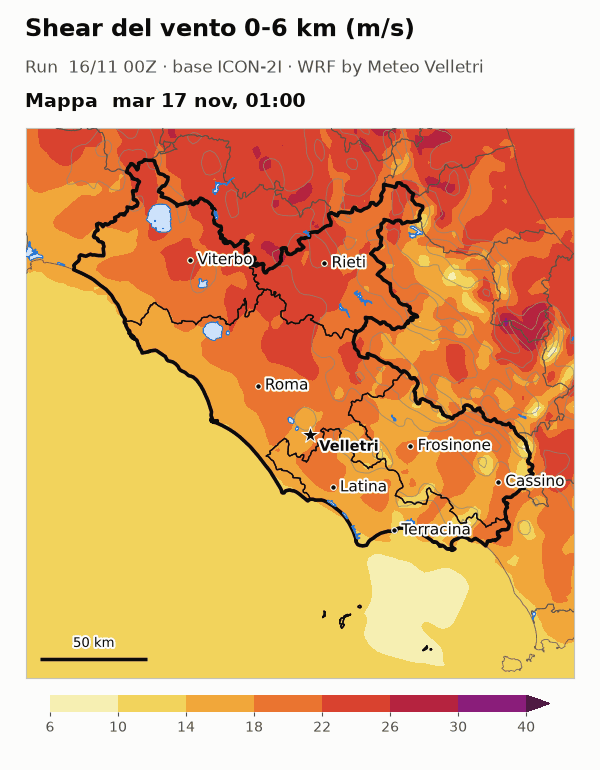 Shear del vento 0-6 km (m/s)
Run  16/11 00Z · base ICON-2I · WRF by Meteo Velletri
Mappa  mar 17 nov, 01:00
Viterbo
Rieti
Roma
Velletri
Frosinone
Latina
Cassino
Terracina
50 km
6 10 14 18 22 26 30 40